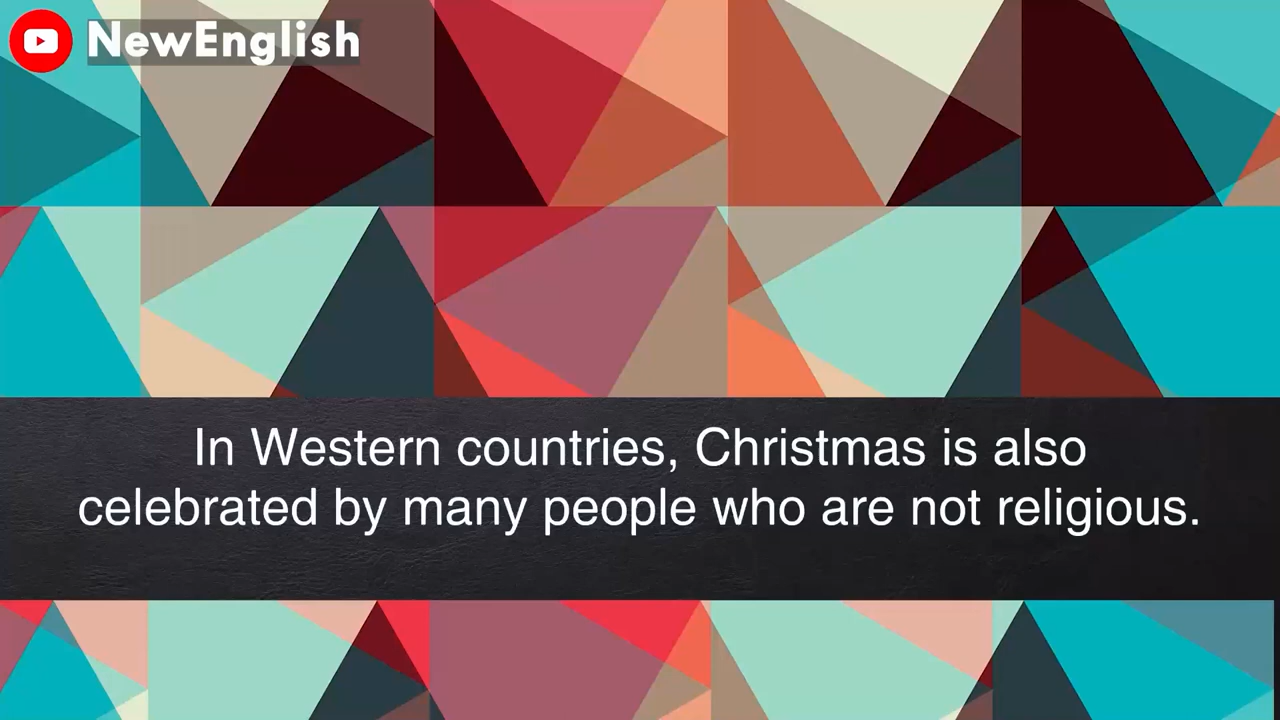 NewEnglish
In Western countries, Christmas is also
celebrated by many people who are not religious.